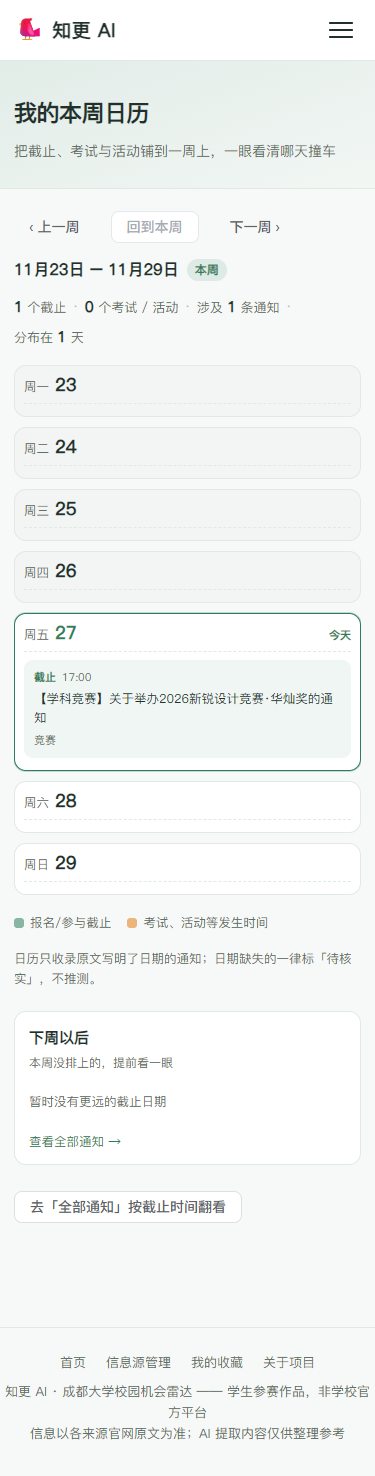 知更 AI
我的本周日历
把截止、考试与活动铺到一周上，一眼看清哪天撞车
‹ 上一周 回到本周 下一周 ›
11月23日 — 11月29日 本周
1 个截止 · 0 个考试 / 活动 · 涉及 1 条通知 ·
分布在 1 天
周一 23
周二 24
周三 25
周四 26
周五 27 今天
截止 17:00
【学科竞赛】关于举办2026新锐设计竞赛·华灿奖的通
知
竞赛
周六 28
周日 29
报名/参与截止 考试、活动等发生时间
日历只收录原文写明了日期的通知；日期缺失的一律标「待核
实」，不推测。
下周以后
本周没排上的，提前看一眼
暂时没有更远的截止日期
查看全部通知 →
去「全部通知」按截止时间翻看
首页 信息源管理 我的收藏 关于项目
知更 AI · 成都大学校园机会雷达 —— 学生参赛作品，非学校官
方平台
信息以各来源官网原文为准；AI 提取内容仅供整理参考